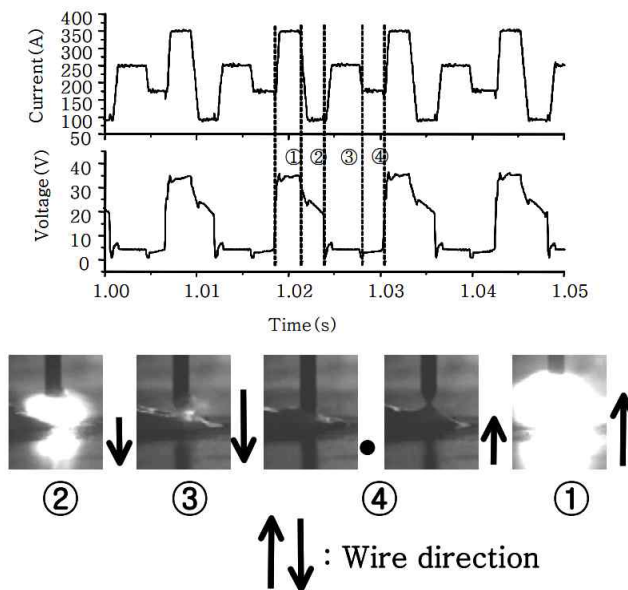 Current(A)
400
350
300
250
200
150
100
50
① ② ③ ④
Voltage(V)
40
30
20
10
0
1.00 1.01 1.02 1.03 1.04 1.05
Time(s)
② ③ ④ ①
: Wire direction